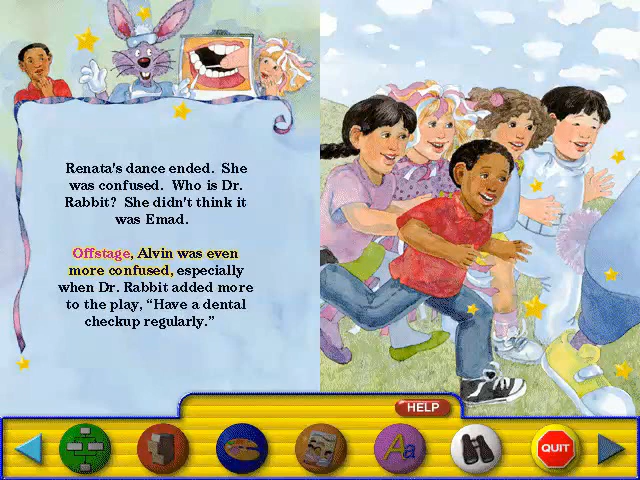 Renata's dance ended. She
was confused. Who is Dr.
Rabbit? She didn't think it
was Emad.
Offstage, Alvin was even
more confused, especially
when Dr. Rabbit added more
to the play, “Have a dental
checkup regularly.”
HELP
Aa
QUIT